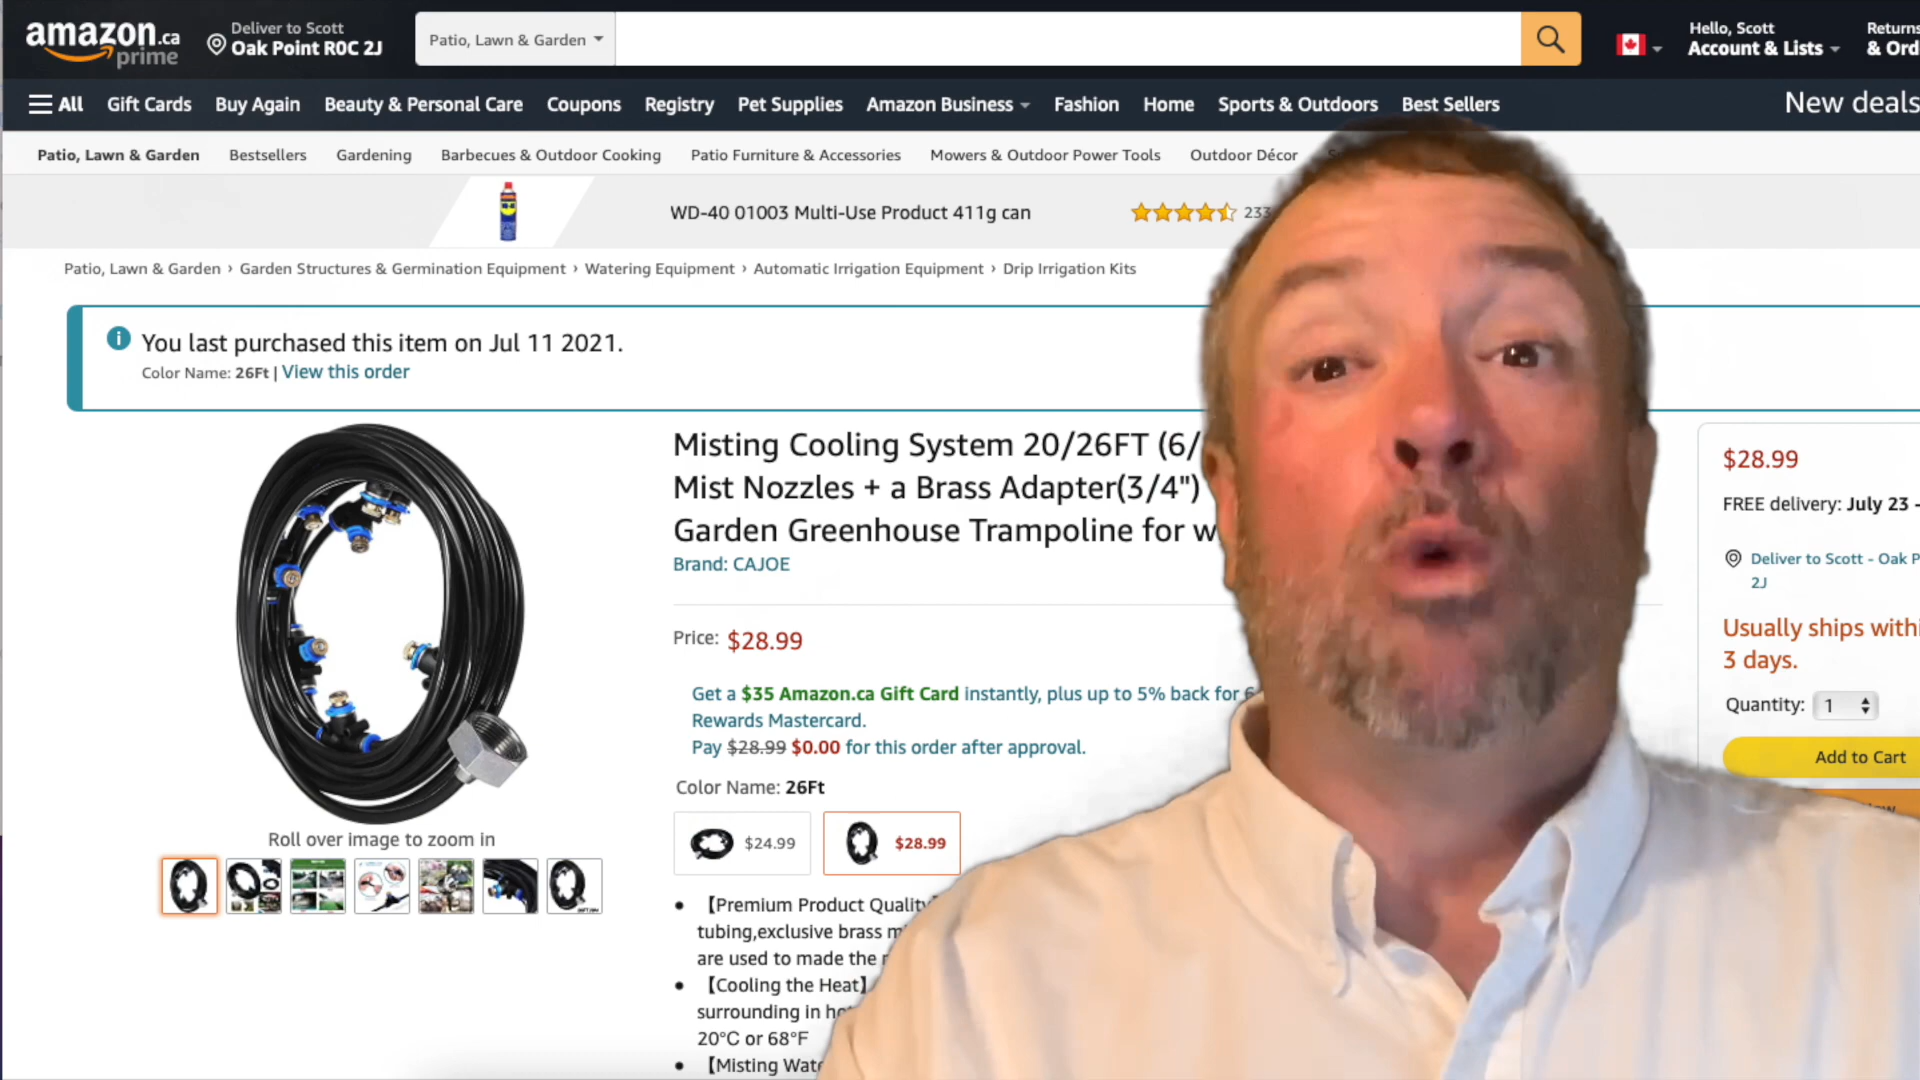 amazon.ca
prime
Deliver to Scott
Oak Point R0C 2J
Patio, Lawn & Garden
Hello, Scott
Account & Lists
Returns
& Ord
All
Gift Cards
Buy Again
Beauty & Personal Care
Coupons
Registry
Pet Supplies
Amazon Business
Fashion
Home
Sports & Outdoors
Best Sellers
New deals
Patio, Lawn & Garden
Bestsellers
Gardening
Barbecues & Outdoor Cooking
Patio Furniture & Accessories
Mowers & Outdoor Power Tools
Outdoor Décor
WD-40 01003 Multi-Use Product 411g can
233
Patio, Lawn & Garden › Garden Structures & Germination Equipment › Watering Equipment › Automatic Irrigation Equipment › Drip Irrigation Kits
You last purchased this item on Jul 11 2021.
Color Name: 26Ft | View this order
Misting Cooling System 20/26FT (6/
Mist Nozzles + a Brass Adapter(3/4")
Garden Greenhouse Trampoline for w
Brand: CAJOE
Price: $28.99
Get a $35 Amazon.ca Gift Card instantly, plus up to 5% back for 6
Rewards Mastercard.
Pay $28.99 $0.00 for this order after approval.
Color Name: 26Ft
$24.99
$28.99
Roll over image to zoom in
• 【Premium Product Quality】
tubing,exclusive brass m
are used to made the
• 【Cooling the Heat】
surrounding in ho
20°C or 68°F
• 【Misting Wate
$28.99
FREE delivery: July 23 -
Deliver to Scott - Oak P
2J
Usually ships withi
3 days.
Quantity: 1
Add to Cart